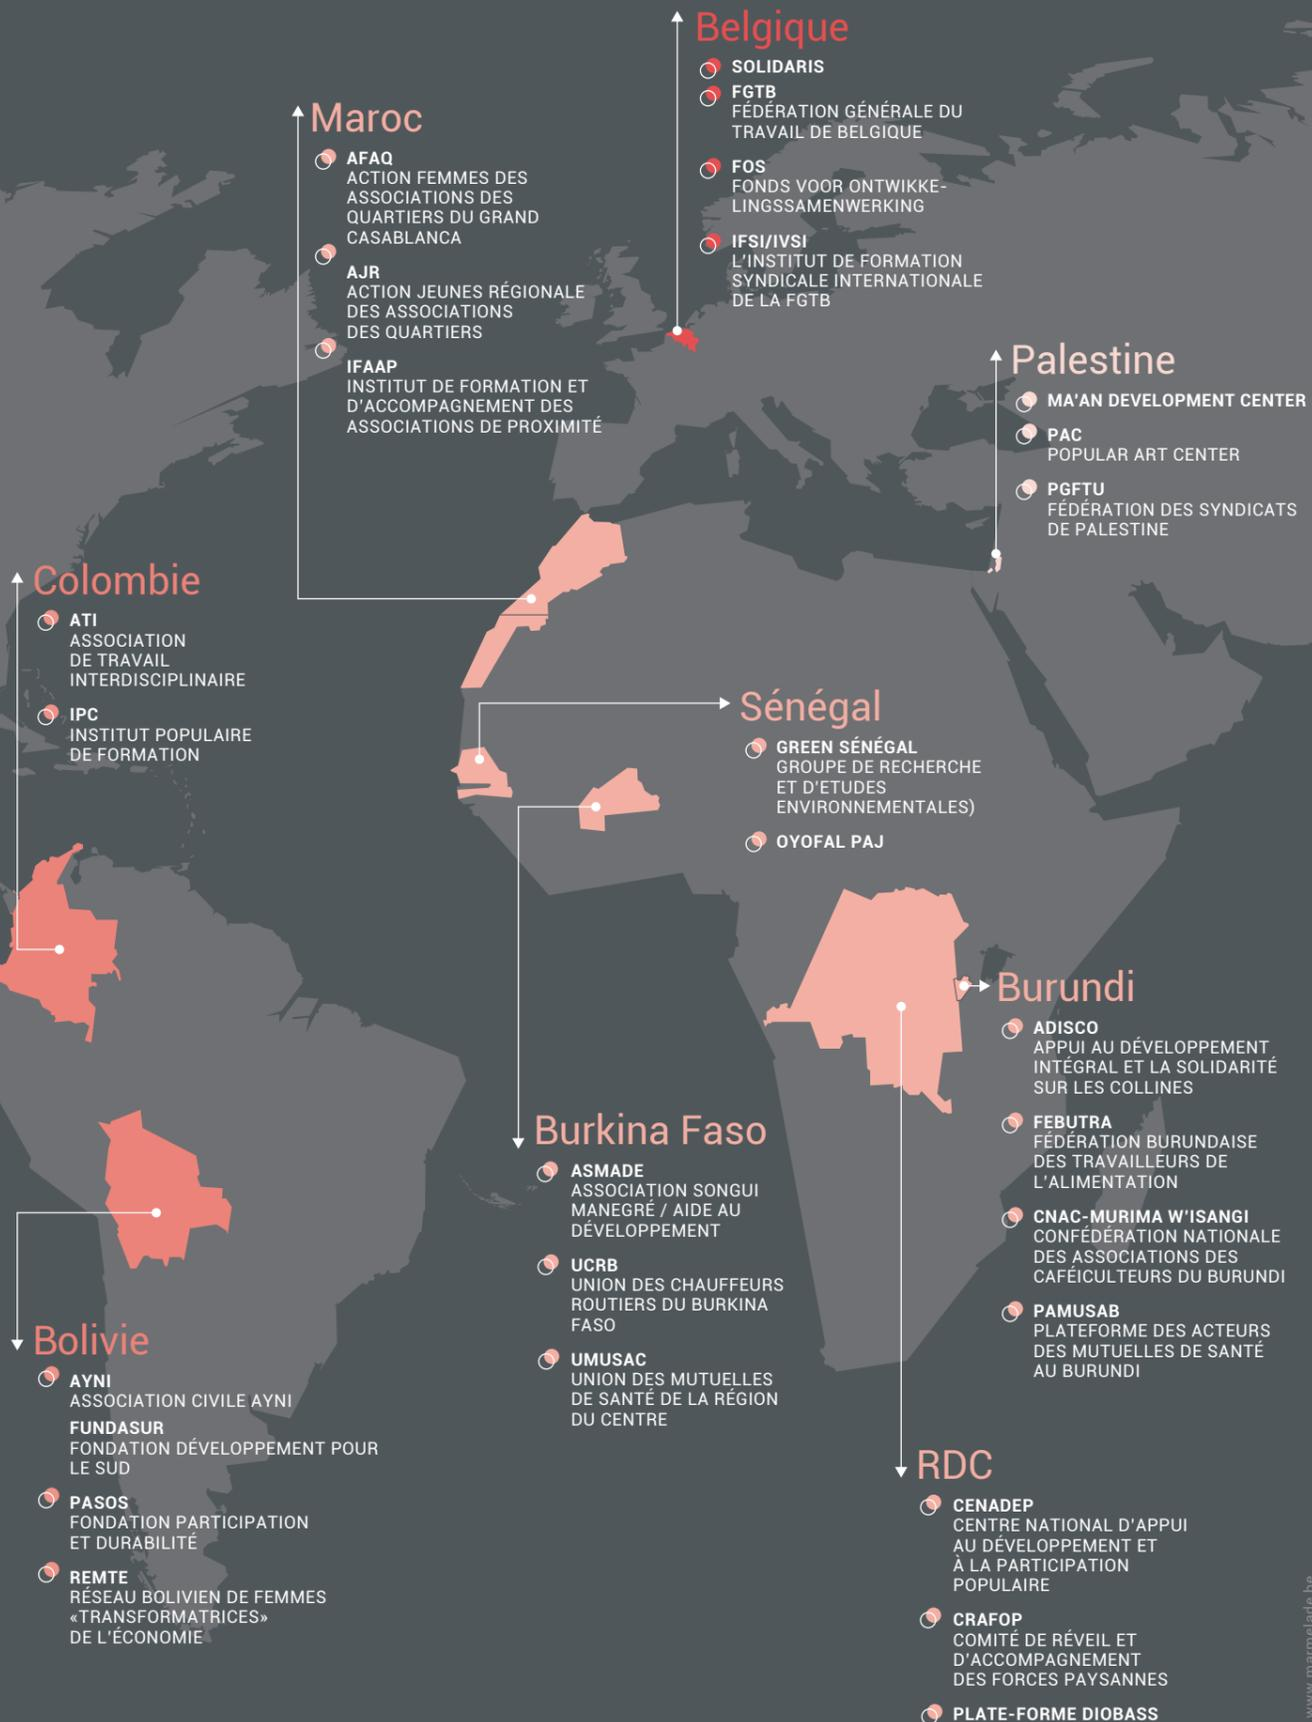 Belgique
SOLIDARIS
FGTB
FÉDÉRATION GÉNÉRALE DU
TRAVAIL DE BELGIQUE
FOS
FONDS VOOR ONTWIKKE-
LINGSSAMENWERKING
IFSI/IVSI
L'INSTITUT DE FORMATION
SYNDICALE INTERNATIONALE
DE LA FGTB
Maroc
AFAQ
ACTION FEMMES DES
ASSOCIATIONS DES
QUARTIERS DU GRAND
CASABLANCA
AJR
ACTION JEUNES RÉGIONALE
DES ASSOCIATIONS
DES QUARTIERS
IFAAP
INSTITUT DE FORMATION ET
D'ACCOMPAGNEMENT DES
ASSOCIATIONS DE PROXIMITÉ
Palestine
MA'AN DEVELOPMENT CENTER
PAC
POPULAR ART CENTER
PGFTU
FÉDÉRATION DES SYNDICATS
DE PALESTINE
Colombie
ATI
ASSOCIATION
DE TRAVAIL
INTERDISCIPLINAIRE
IPC
INSTITUT POPULAIRE
DE FORMATION
Sénégal
GREEN SÉNÉGAL
GROUPE DE RECHERCHE
ET D'ETUDES
ENVIRONNEMENTALES)
OYOFAL PAJ
Burundi
ADISCO
APPUI AU DÉVELOPPEMENT
INTÉGRAL ET LA SOLIDARITÉ
SUR LES COLLINES
FEBUTRA
FÉDÉRATION BURUNDAISE
DES TRAVAILLEURS DE
L'ALIMENTATION
CNAC-MURIMA W'ISANGI
CONFÉDÉRATION NATIONALE
DES ASSOCIATIONS DES
CAFÉICULTEURS DU BURUNDI
PAMUSAB
PLATEFORME DES ACTEURS
DES MUTUELLES DE SANTÉ
AU BURUNDI
Burkina Faso
ASMADE
ASSOCIATION SONGUI
MANEGRÉ / AIDE AU
DÉVELOPPEMENT
UCRB
UNION DES CHAUFFEURS
ROUTIERS DU BURKINA
FASO
UMUSAC
UNION DES MUTUELLES
DE SANTÉ DE LA RÉGION
DU CENTRE
Bolivie
AYNI
ASSOCIATION CIVILE AYNI
FUNDASUR
FONDATION DÉVELOPPEMENT POUR
LE SUD
PASOS
FONDATION PARTICIPATION
ET DURABILITÉ
REMTE
RÉSEAU BOLIVIEN DE FEMMES
«TRANSFORMATRICES»
DE L'ÉCONOMIE
RDC
CENADEP
CENTRE NATIONAL D'APPUI
AU DÉVELOPPEMENT ET
À LA PARTICIPATION
POPULAIRE
CRAFOP
COMITÉ DE RÉVEIL ET
D'ACCOMPAGNEMENT
DES FORCES PAYSANNES
PLATE-FORME DIOBASS
www.marmelade.be